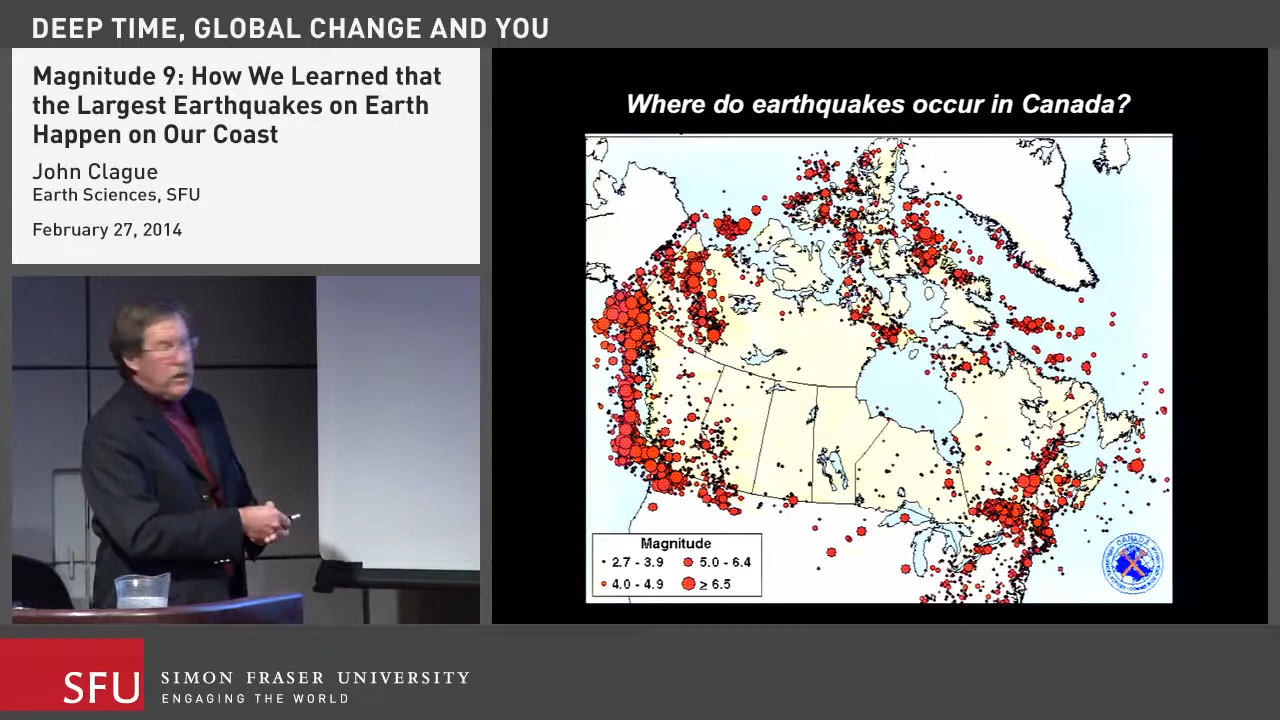 DEEP TIME, GLOBAL CHANGE AND YOU
Magnitude 9: How We Learned that
the Largest Earthquakes on Earth
Happen on Our Coast
John Clague
Earth Sciences, SFU
February 27, 2014
Where do earthquakes occur in Canada?
Magnitude
2.7 - 3.9
5.0 - 6.4
4.0 - 4.9
≥ 6.5
SFU
SIMON FRASER UNIVERSITY
ENGAGING THE WORLD